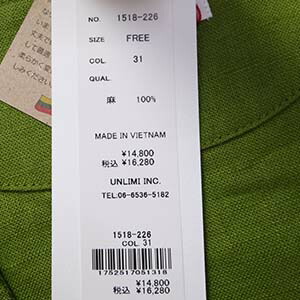 NO. 1518-226
SIZE FREE
COL. 31
QUAL.
麻 100%
MADE IN VIETNAM
¥14,800
税込 ¥16,280
UNLIMI INC.
TEL:06-6536-5182
1518-226
COL. 31
1752517051318
¥14,800
税込 ¥16,280